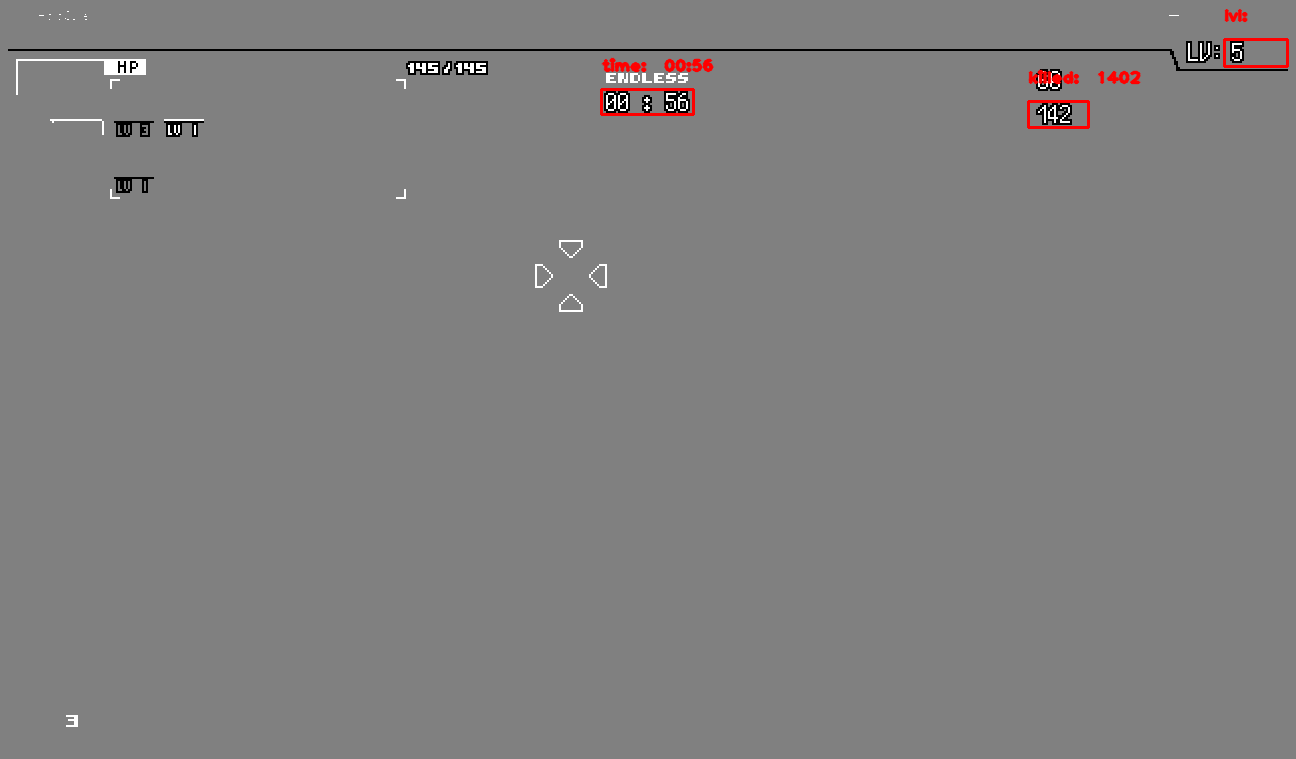 lvl:
LV: 5
HP
145/145
time: 00:56
ENDLESS
killed: 1402
00 : 56
142
LV 3 LV 1
LV 1
3